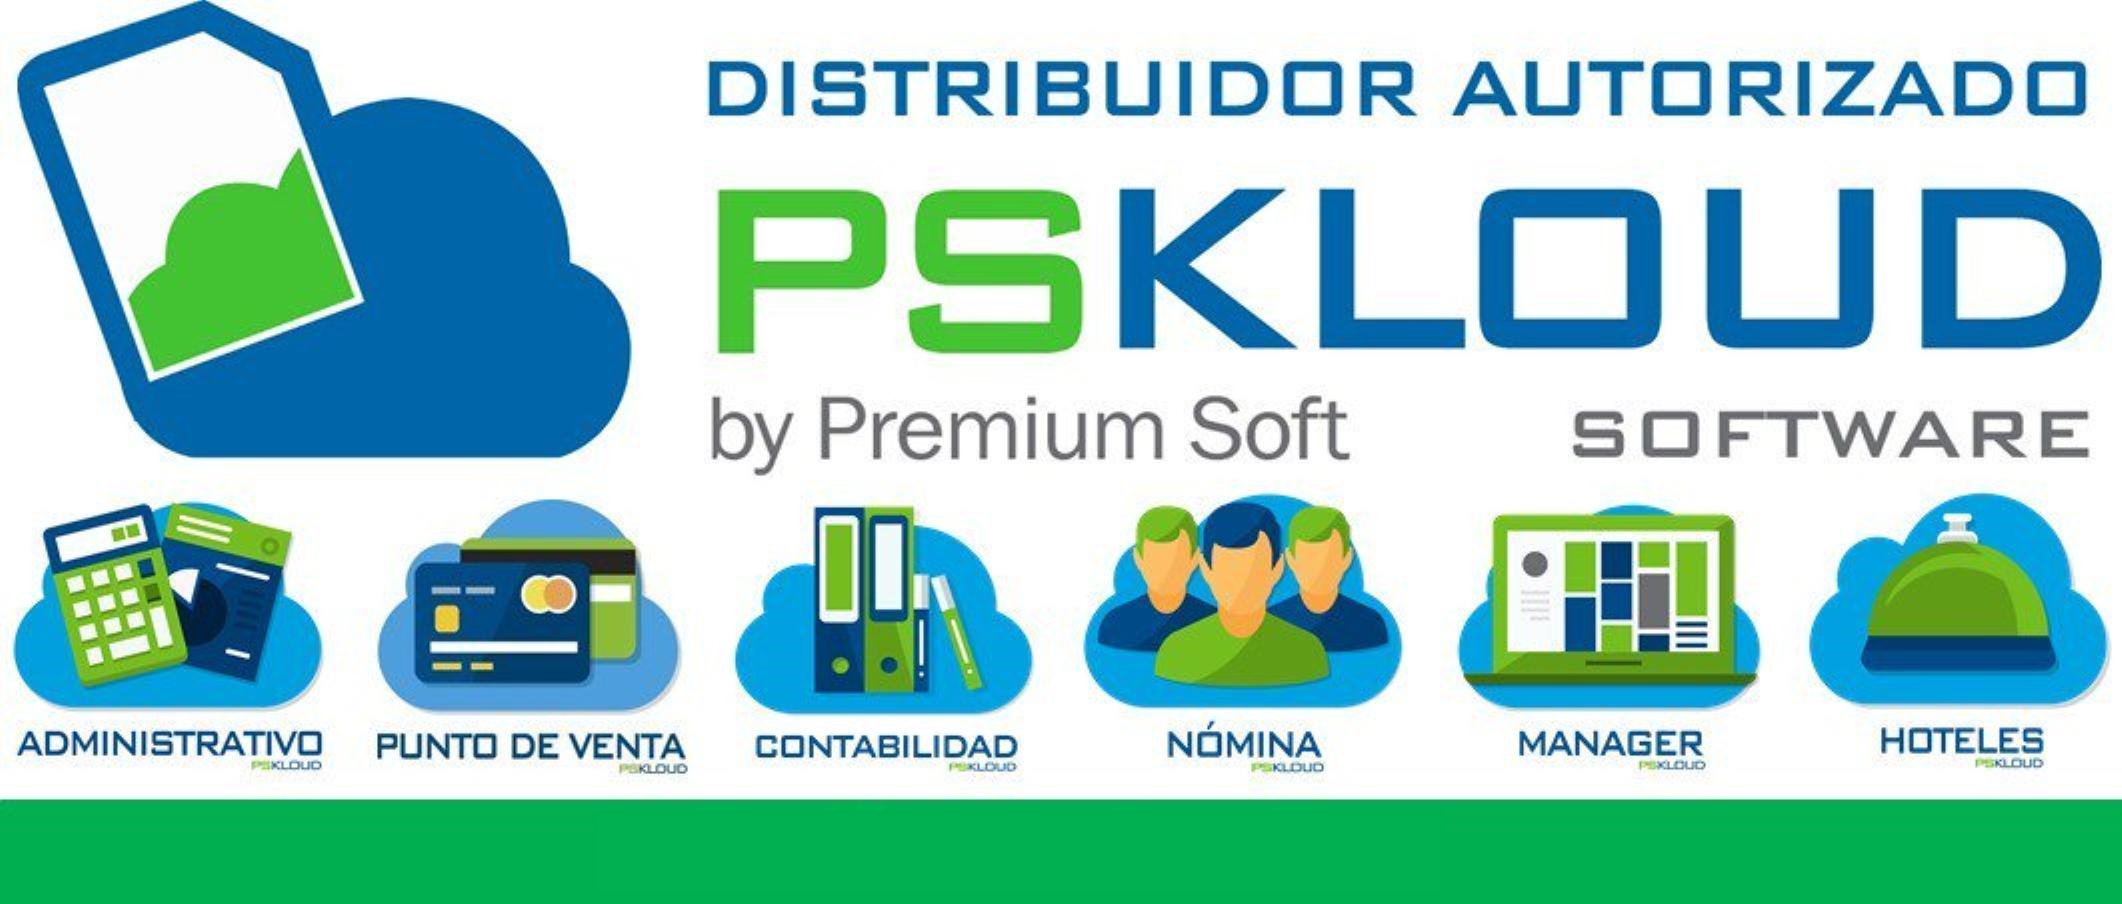 DISTRIBUIDOR AUTORIZADO
PSKLOUD
by Premium Soft SOFTWARE
ADMINISTRATIVO
PSKLOUD
PUNTO DE VENTA
PSKLOUD
CONTABILIDAD
PSKLOUD
NÓMINA
PSKLOUD
MANAGER
PSKLOUD
HOTELES
PSKLOUD